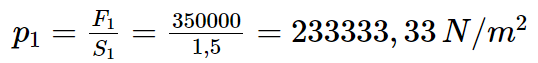 p₁ = F₁/S₁ = 350000/1,5 = 233333,33 N/m²